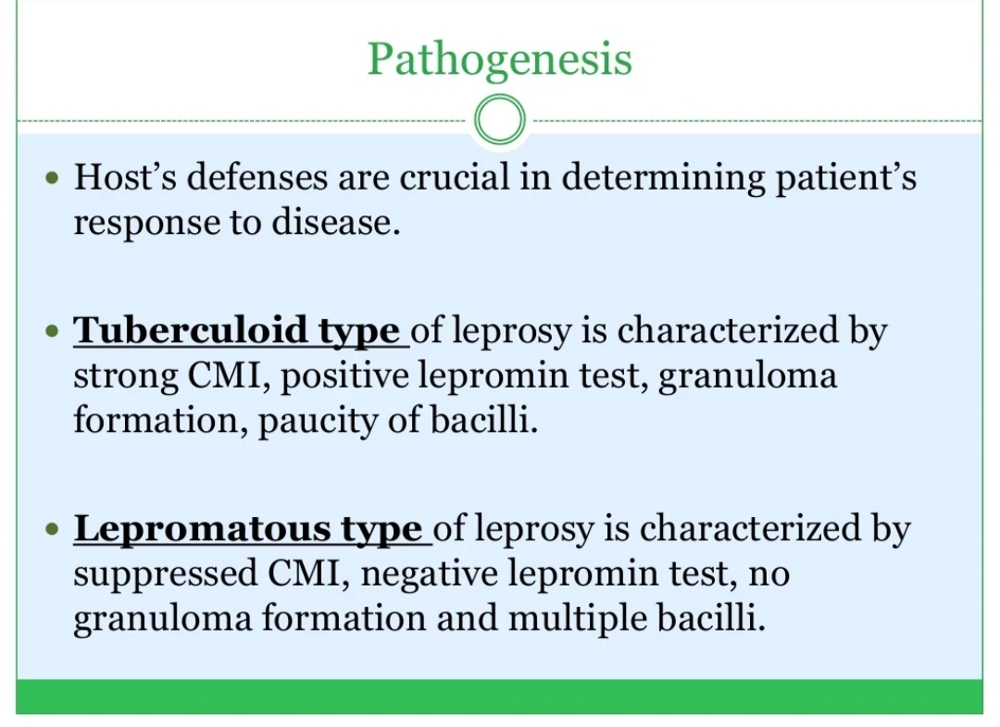 Pathogenesis
• Host’s defenses are crucial in determining patient’s
response to disease.
• Tuberculoid type of leprosy is characterized by
strong CMI, positive lepromin test, granuloma
formation, paucity of bacilli.
• Lepromatous type of leprosy is characterized by
suppressed CMI, negative lepromin test, no
granuloma formation and multiple bacilli.